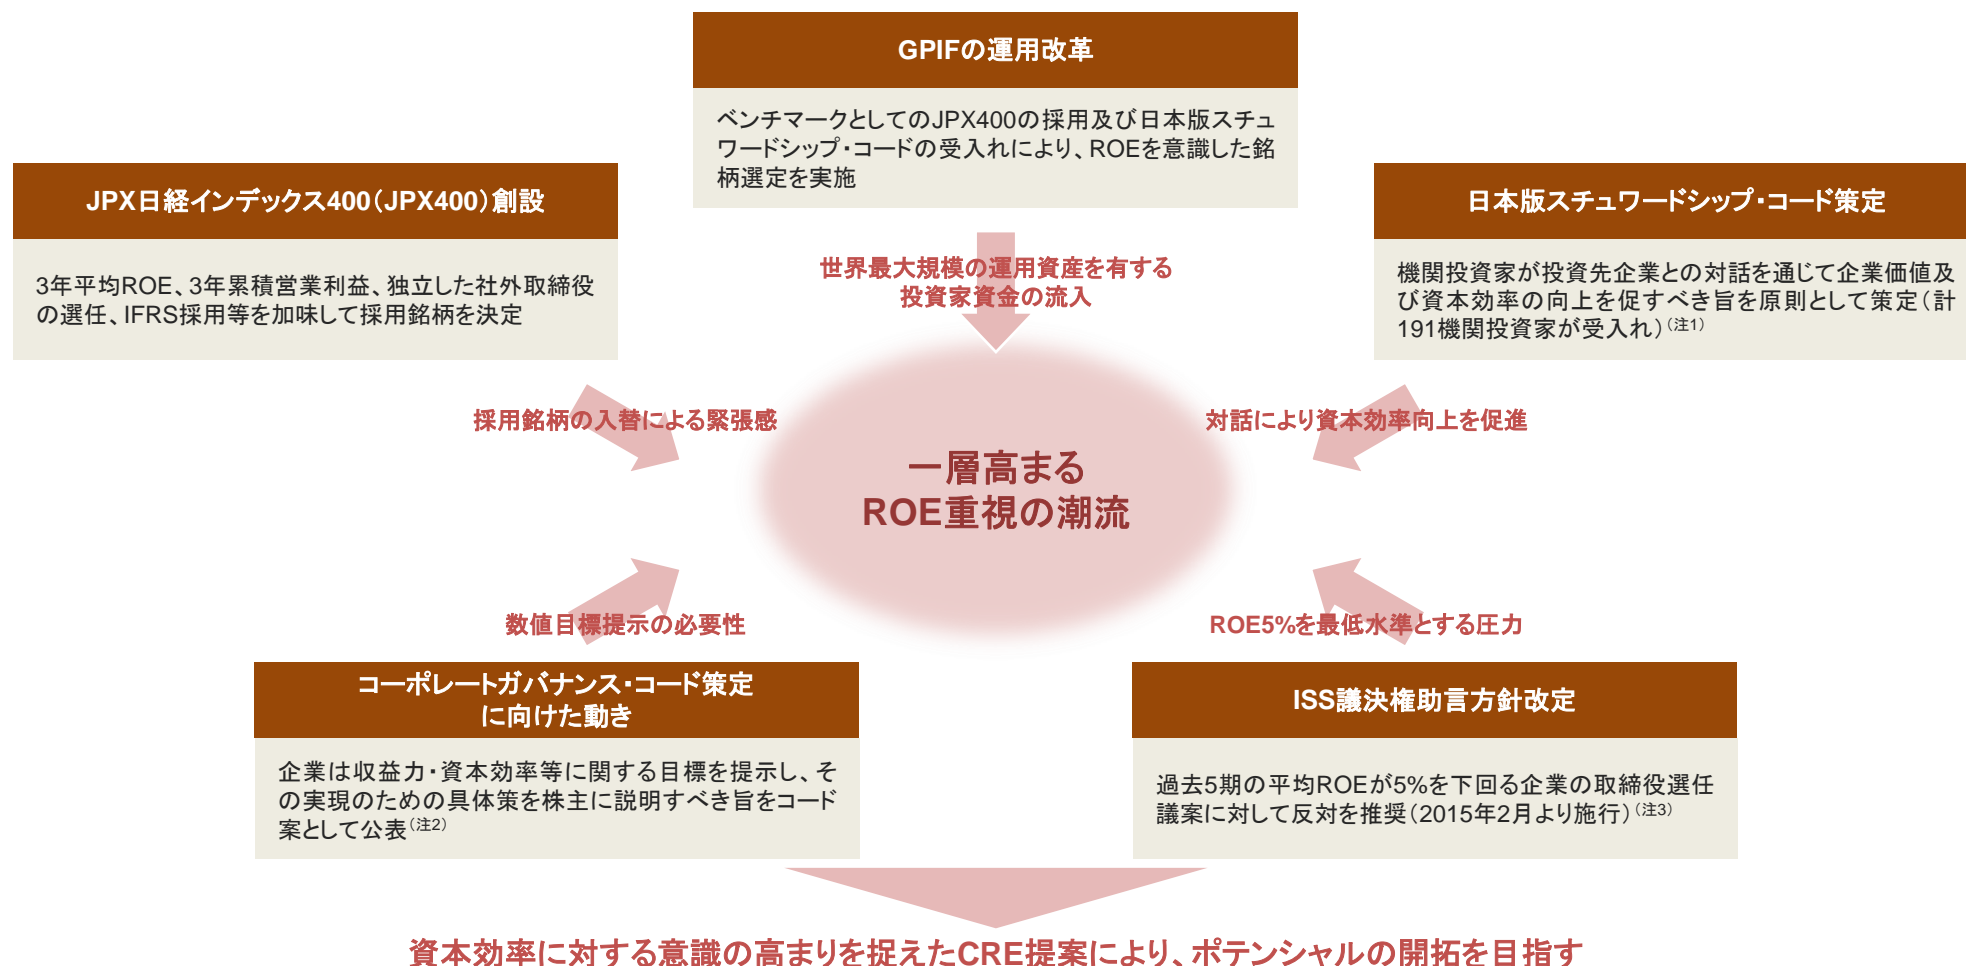 GPIFの運用改革
ベンチマークとしてのJPX400の採用及び日本版スチュ
ワードシップ・コードの受入れにより、ROEを意識した銘
柄選定を実施
JPX日経インデックス400（JPX400）創設
3年平均ROE、3年累積営業利益、独立した社外取締役
の選任、IFRS採用等を加味して採用銘柄を決定
日本版スチュワードシップ・コード策定
機関投資家が投資先企業との対話を通じて企業価値及
び資本効率の向上を促すべき旨を原則として策定（計
191機関投資家が受入れ）（注1）
世界最大規模の運用資産を有する
投資家資金の流入
採用銘柄の入替による緊張感
対話により資本効率向上を促進
一層高まる
ROE重視の潮流
数値目標提示の必要性
ROE5%を最低水準とする圧力
コーポレートガバナンス・コード策定
に向けた動き
企業は収益力・資本効率等に関する目標を提示し、そ
の実現のための具体策を株主に説明すべき旨をコード
案として公表（注2）
ISS議決権助言方針改定
過去5期の平均ROEが5%を下回る企業の取締役選任
議案に対して反対を推奨（2015年2月より施行）（注3）
資本効率に対する意識の高まりを捉えたCRE提案により、ポテンシャルの開拓を目指す